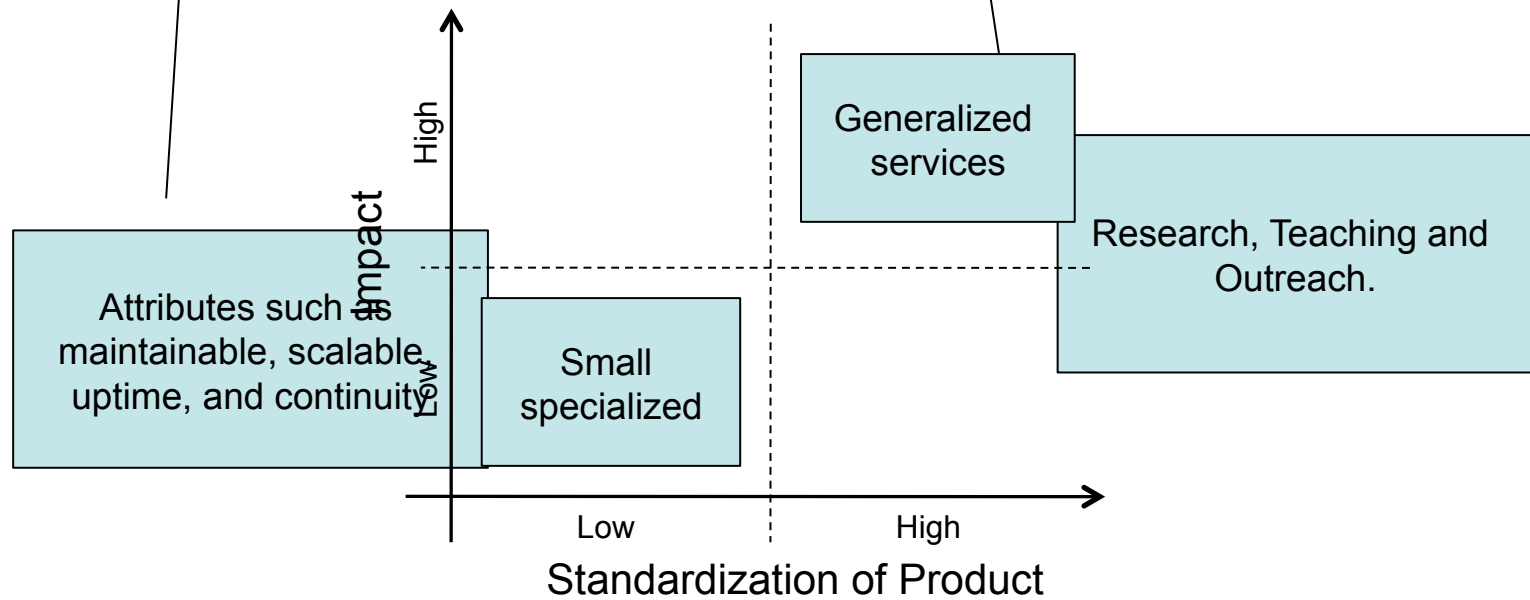 High
Generalized
services
Impact
Research, Teaching and
Outreach.
Attributes such as
maintainable, scalable,
uptime, and continuity
Low
Small
specialized
Low
High
Standardization of Product